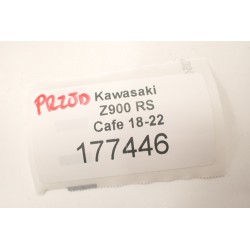 PRZÓD Kawasaki
Z900 RS
Cafe 18-22
177446